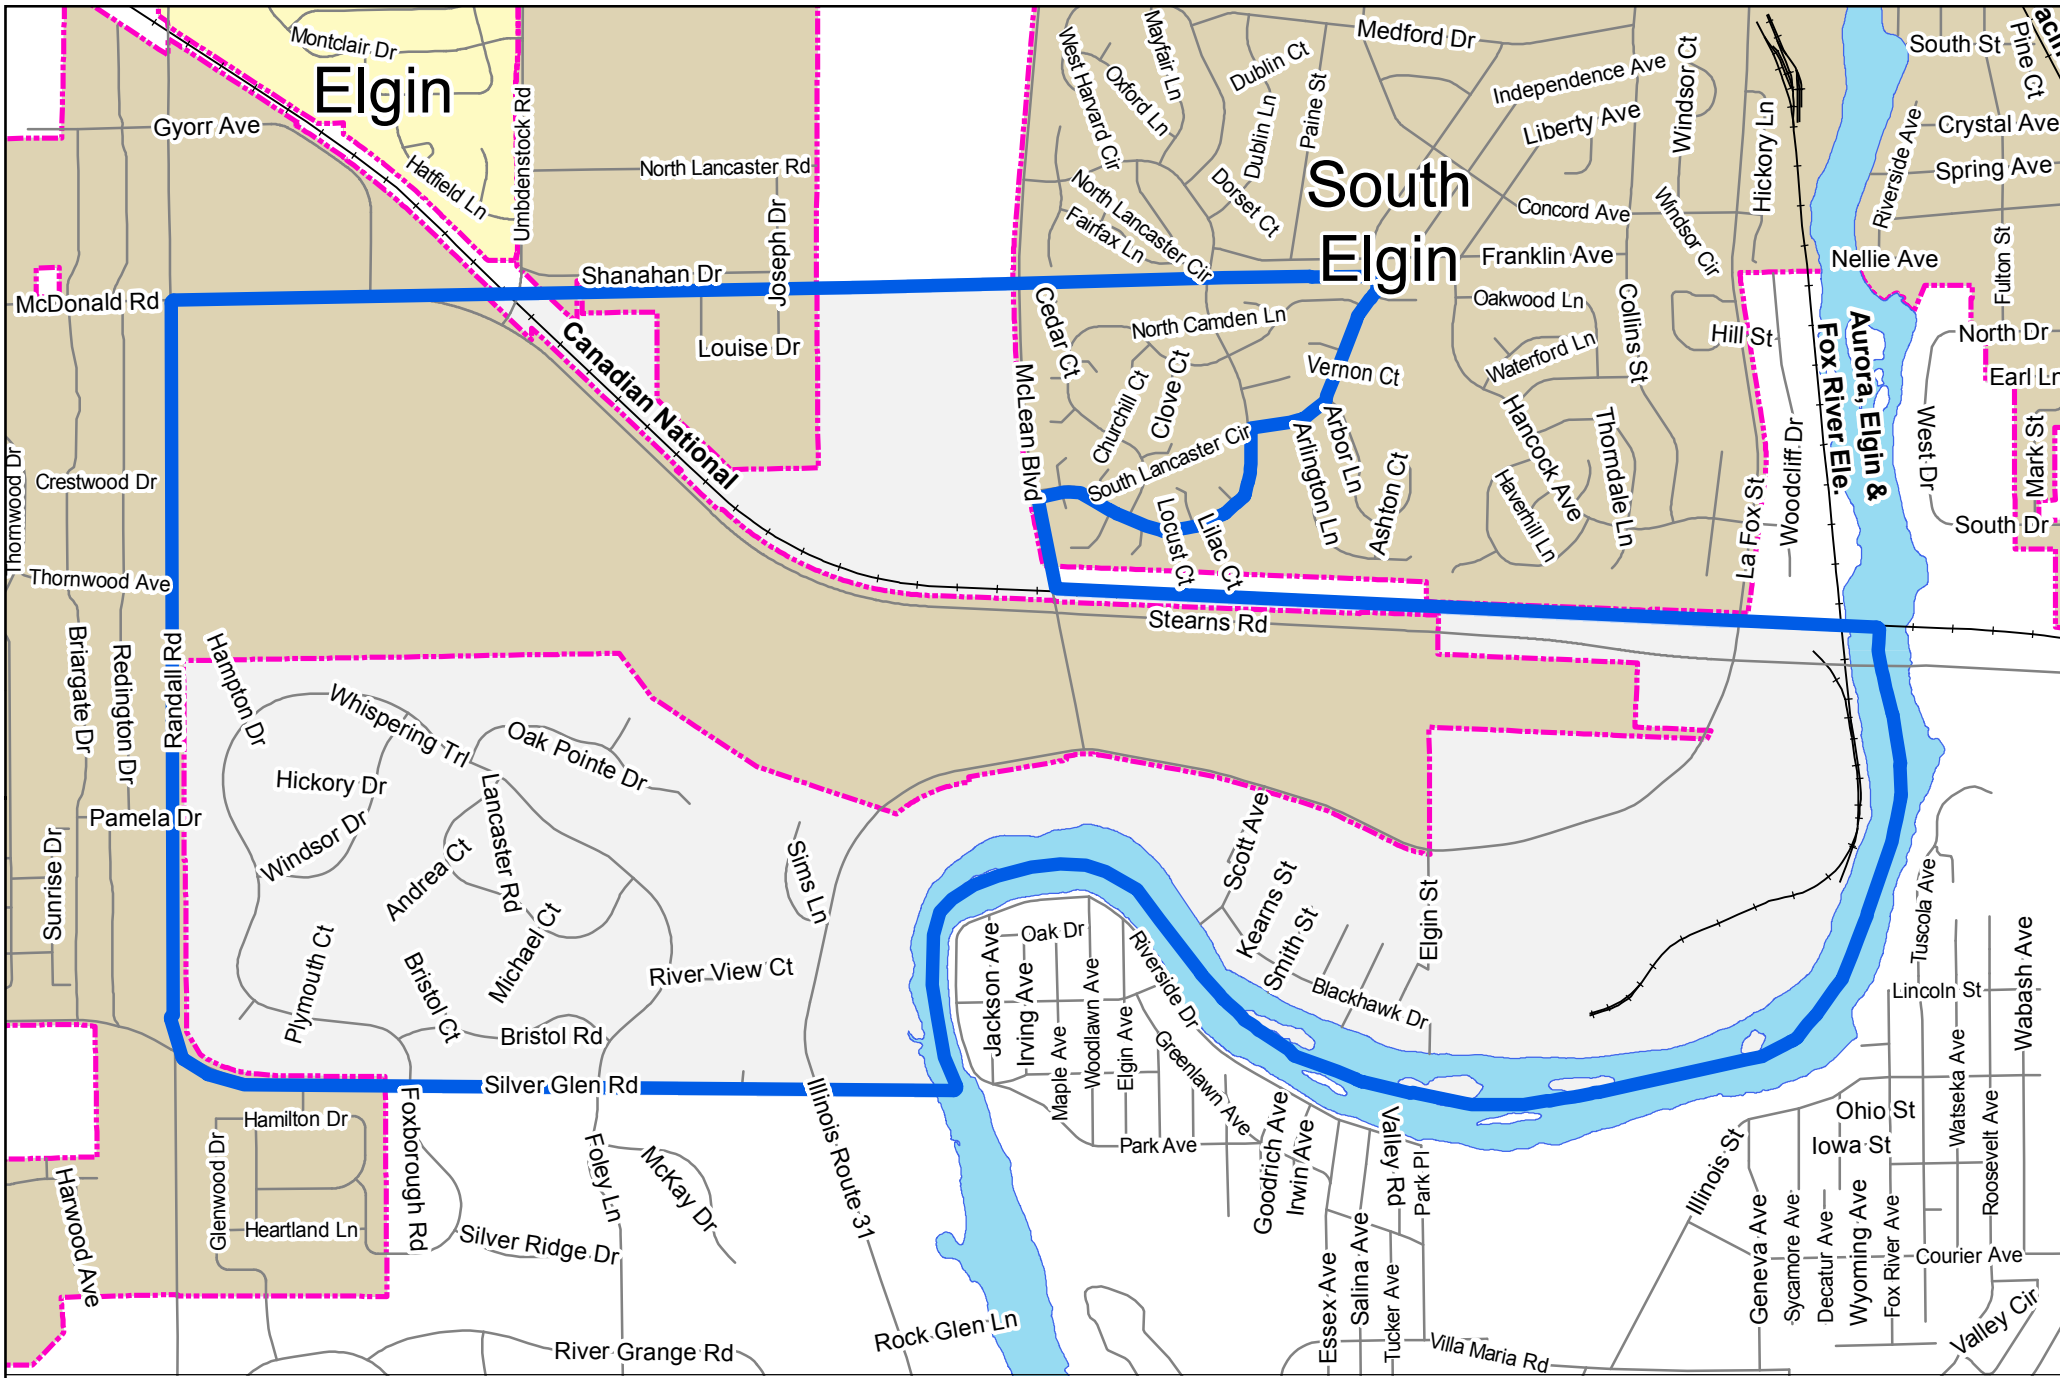 Montclair Dr
Elgin
Gyorr Ave
Hatfield Ln
Umbdenstock Rd
North Lancaster Rd
Joseph Dr
Shanahan Dr
McDonald Rd
Louise Dr
Canadian National
West Harvard Cir
Mayfair Ln
Oxford Ln
Dublin Ct
Dublin Ln
Paine St
Medford Dr
Independence Ave
Liberty Ave
Windsor Ct
Hickory Ln
South St
Pine Ct
Crystal Ave
Spring Ave
Riverside Ave
South
Elgin
North Lancaster Cir
Fairfax Ln
Dorset Ct
Concord Ave
Windsor Cir
Franklin Ave
Nellie Ave
Fulton St
Cedar Ct
North Camden Ln
Oakwood Ln
Collins St
Hill St
Aurora, Elgin &
Fox River Ele.
North Dr
Earl Ln
McLean Blvd
Churchill Ct
Clove Ct
Vernon Ct
Waterford Ln
Hancock Ave
Thorndale Ln
Haverhill Ln
South Lancaster Cir
Arbor Ln
Arlington Ln
Ashton Ct
Locust Ct
Lilac Ct
La Fox St
Woodcliff Dr
West Dr
Mark St
South Dr
Thornwood Dr
Crestwood Dr
Thornwood Ave
Briargate Dr
Redington Dr
Randall Rd
Hampton Dr
Stearns Rd
Whispering Trl
Oak Pointe Dr
Hickory Dr
Windsor Dr
Lancaster Rd
Andrea Ct
Michael Ct
Pamela Dr
Sunrise Dr
Sims Ln
Plymouth Ct
Bristol Ct
Bristol Rd
River View Ct
Silver Glen Rd
Scott Ave
Kearns St
Smith St
Elgin St
Blackhawk Dr
Jackson Ave
Oak Dr
Irving Ave
Maple Ave
Woodlawn Ave
Elgin Ave
Riverside Dr
Greenlawn Ave
Park Ave
Goodrich Ave
Irwin Ave
Valley Rd
Park Pl
Essex Ave
Salina Ave
Tucker Ave
Villa Maria Rd
Tuscola Ave
Lincoln St
Wabash Ave
Watseka Ave
Roosevelt Ave
Ohio St
Iowa St
Illinois St
Geneva Ave
Sycamore Ave
Decatur Ave
Wyoming Ave
Fox River Ave
Courier Ave
Valley Cir
Hamilton Dr
Glenwood Dr
Heartland Ln
Harwood Ave
Foxborough Rd
Silver Ridge Dr
Foley Ln
McKay Dr
Illinois Route 31
Rock Glen Ln
River Grange Rd